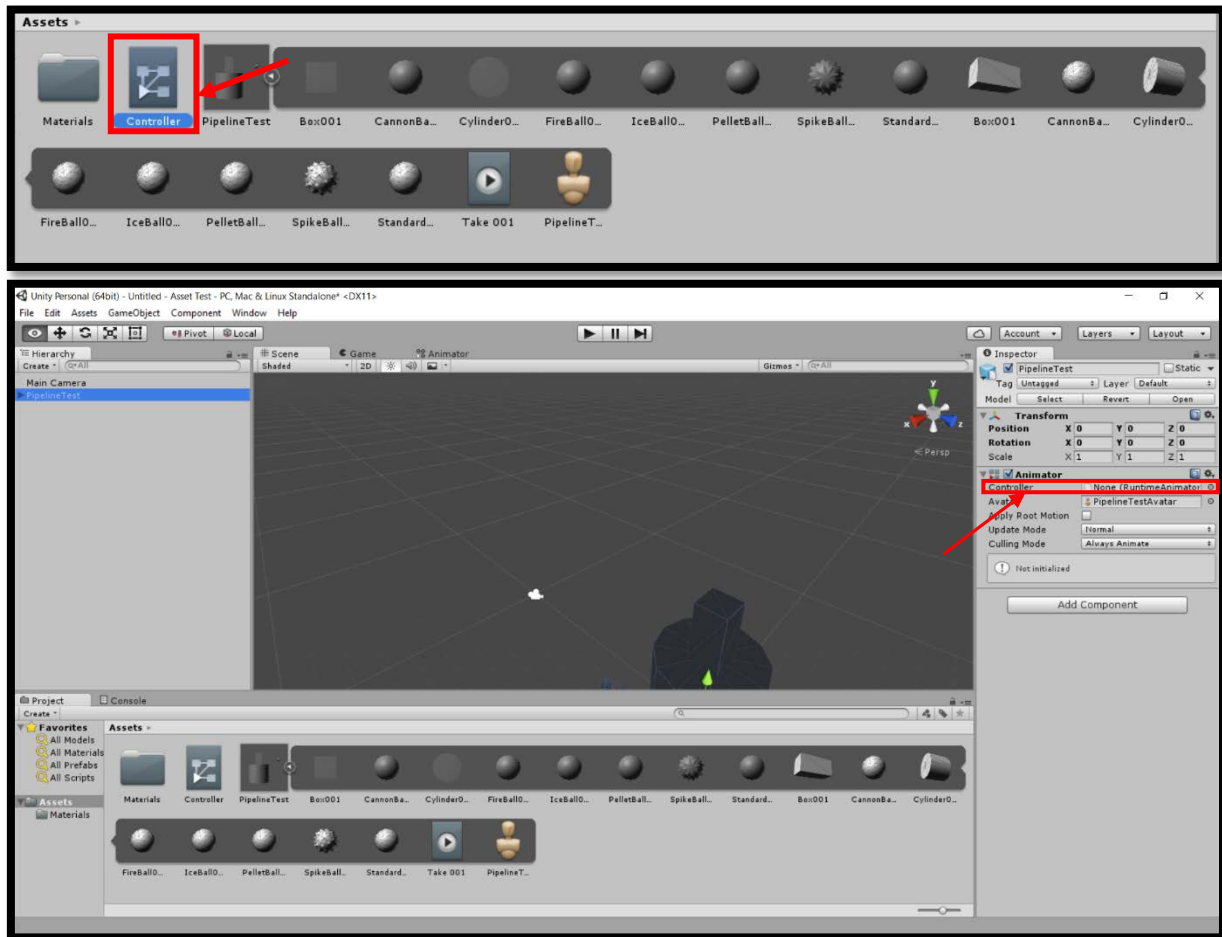 Assets
Materials Controller PipelineTest Box001 CannonBa... Cylinder0... FireBall0... IceBall0... PelletBall... SpikeBall... Standard... Box001 CannonBa... Cylinder0...
FireBall0... IceBall0... PelletBall... SpikeBall... Standard... Take 001 PipelineT...
Unity Personal (64bit) - Untitled - Asset Test - PC, Mac & Linux Standalone* <DX11>
File Edit Assets GameObject Component Window Help
Pivot Local Account Layers Layout
Hierarchy Scene Game Animator Inspector
Create All Shaded 2D Gizmos All PipelineTest Static
Main Camera Tag Untagged Layer Default
PipelineTest Model Select Revert Open
y Transform
x z Position X 0 Y 0 Z 0
Rotation X 0 Y 0 Z 0
Persp Scale X 1 Y 1 Z 1
Animator
Controller None (RuntimeAnimator
PipelineTestAvatar
Apply Root Motion
Update Mode Normal
Culling Mode Always Animate
Not initialized
Add Component
Project Console
Create
Favorites Assets
All Models
All Materials
All Prefabs
All Scripts
Assets
Materials
Materials Controller PipelineTest Box001 CannonBa... Cylinder0... FireBall0... IceBall0... PelletBall... SpikeBall... Standard... Box001 CannonBa... Cylinder0...
FireBall0... IceBall0... PelletBall... SpikeBall... Standard... Take 001 PipelineT...